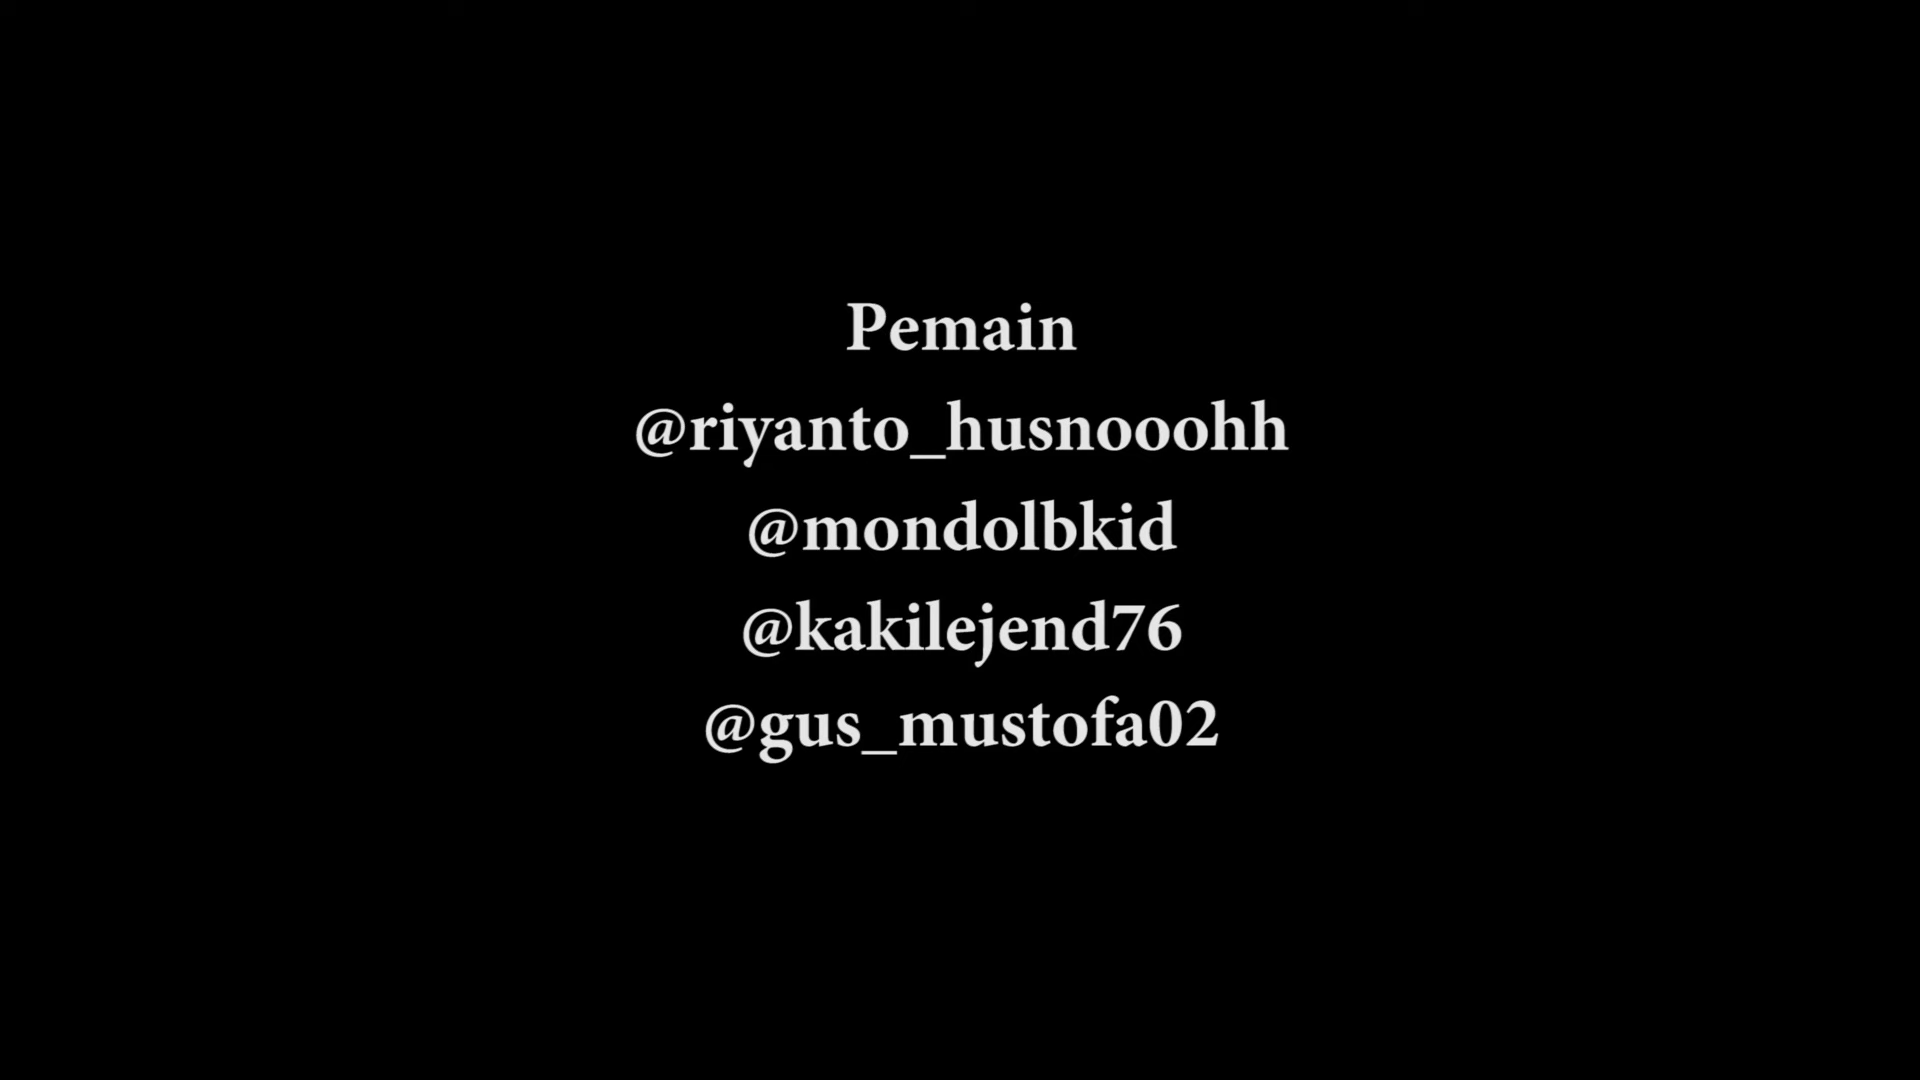 Pemain
@riyanto_husnooohh
@mondolbkid
@kakilejend76
@gus_mustofa02